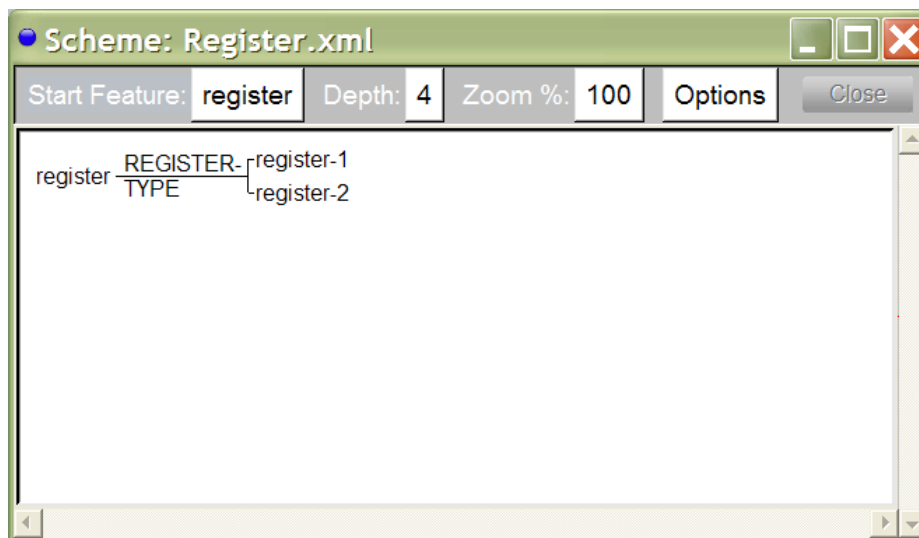 Scheme: Register.xml
Start Feature: register Depth: 4 Zoom %: 100 Options Close
register REGISTER-TYPE register-1
register-2